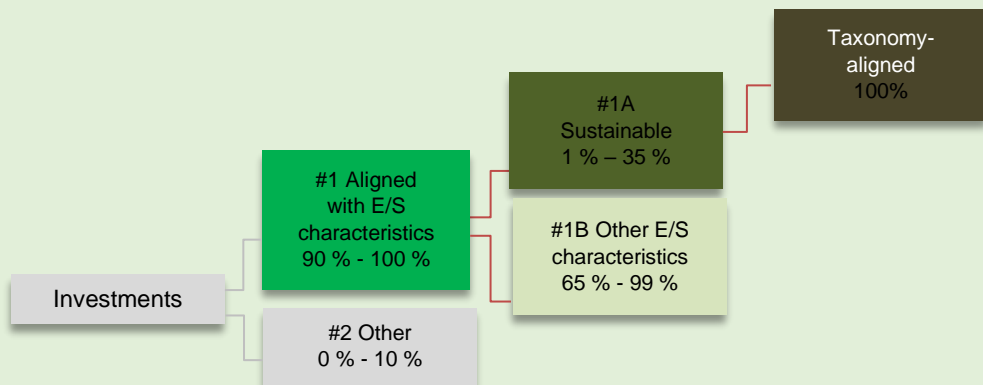 Taxonomy-
aligned
100%
#1A
Sustainable
1 % – 35 %
#1 Aligned
with E/S
characteristics
90 % - 100 %
#1B Other E/S
characteristics
65 % - 99 %
Investments
#2 Other
0 % - 10 %